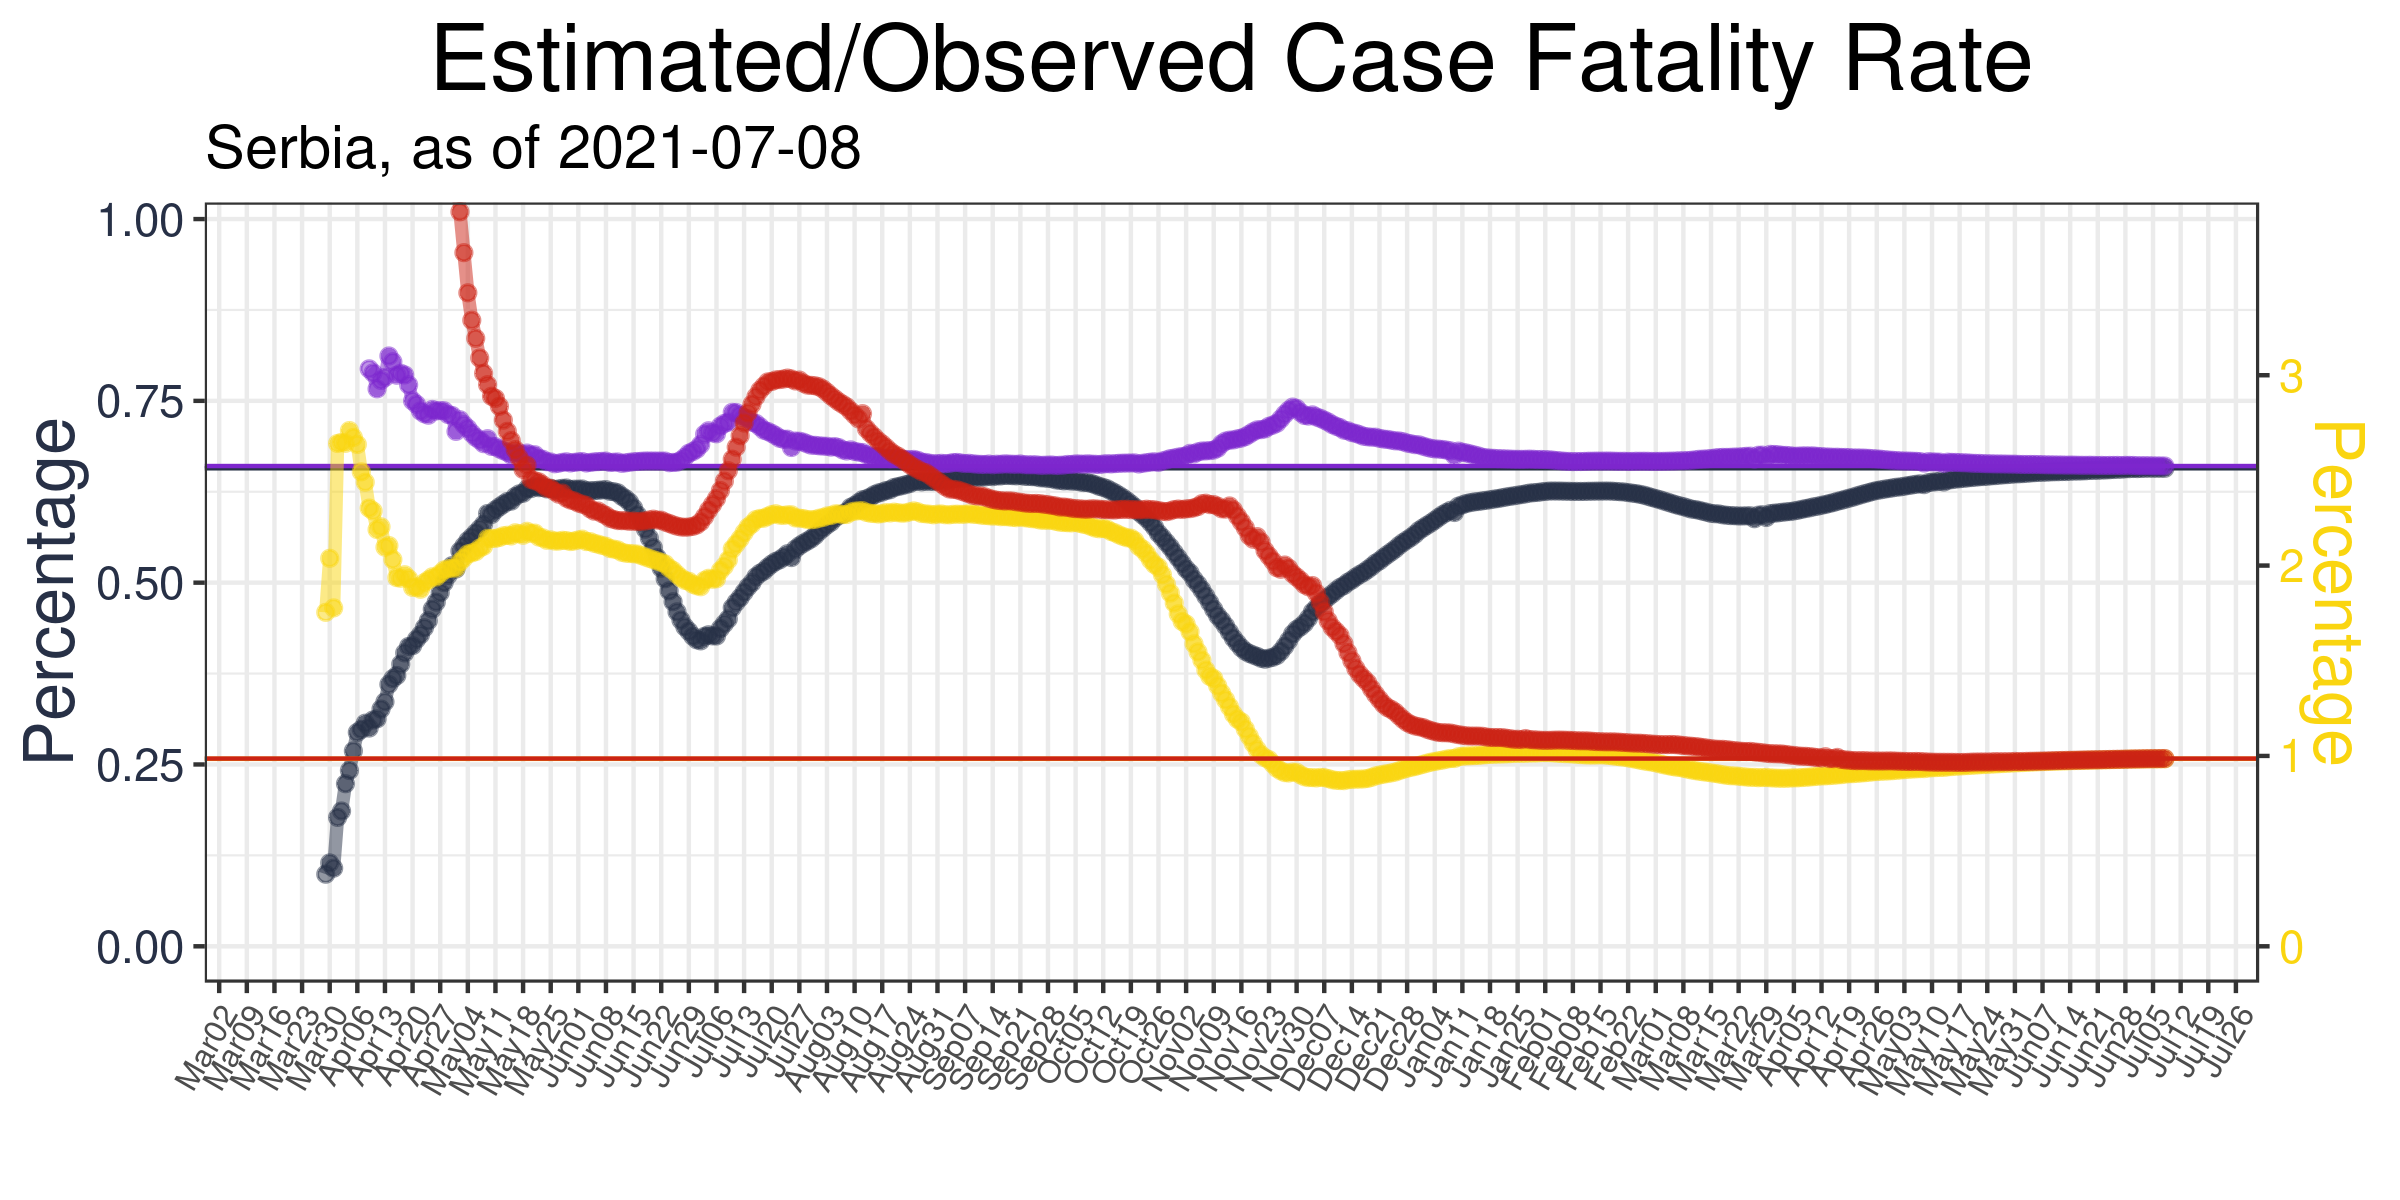 Estimated/Observed Case Fatality Rate
Serbia, as of 2021-07-08
Percentage
1.00
0.75
0.50
0.25
0.00
3
2
1
0
Percentage
Mar02
Mar09
Mar16
Mar23
Mar30
Apr06
Apr13
Apr20
Apr27
May04
May11
May18
May25
Jun01
Jun08
Jun15
Jun22
Jun29
Jul06
Jul13
Jul20
Jul27
Aug03
Aug10
Aug17
Aug24
Aug31
Sep07
Sep14
Sep21
Sep28
Oct05
Oct12
Oct19
Oct26
Nov02
Nov09
Nov16
Nov23
Nov30
Dec07
Dec14
Dec21
Dec28
Jan04
Jan11
Jan18
Jan25
Feb01
Feb08
Feb15
Feb22
Mar01
Mar08
Mar15
Mar22
Mar29
Apr05
Apr12
Apr19
Apr26
May03
May10
May17
May24
May31
Jun07
Jun14
Jun21
Jun28
Jul05
Jul12
Jul19
Jul26